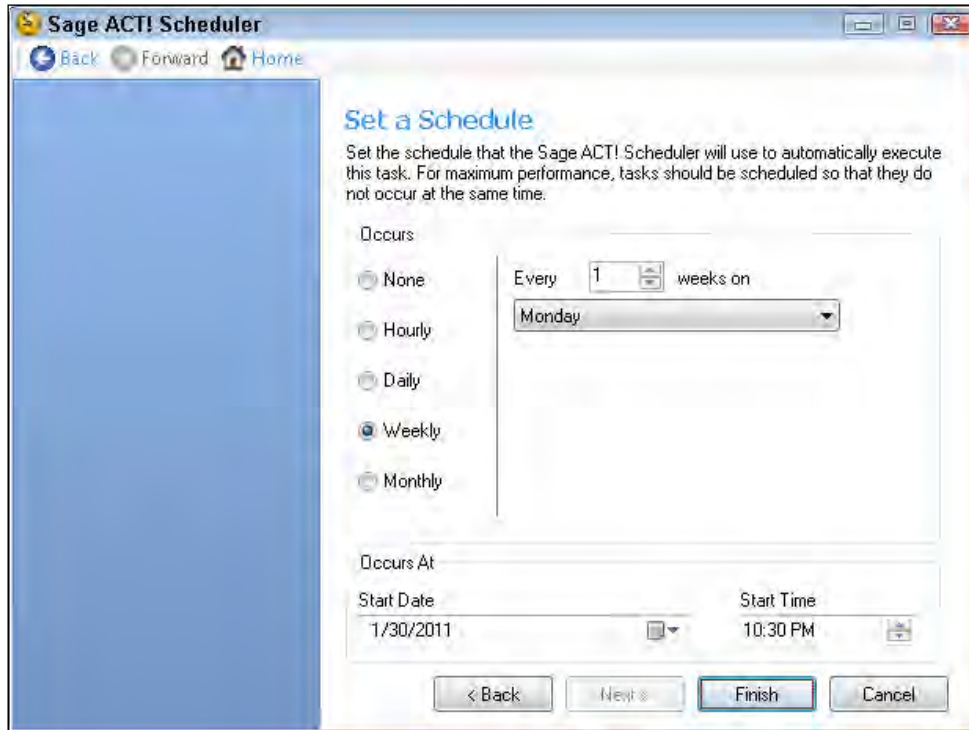 Sage ACT! Scheduler
Back Forward Home
Set a Schedule
Set the schedule that the Sage ACT! Scheduler will use to automatically execute
this task. For maximum performance, tasks should be scheduled so that they do
not occur at the same time.
Occurs
None
Every 1 weeks on
Monday
Hourly
Daily
Weekly
Monthly
Occurs At
Start Date Start Time
1/30/2011 10:30 PM
< Back Next > Finish Cancel